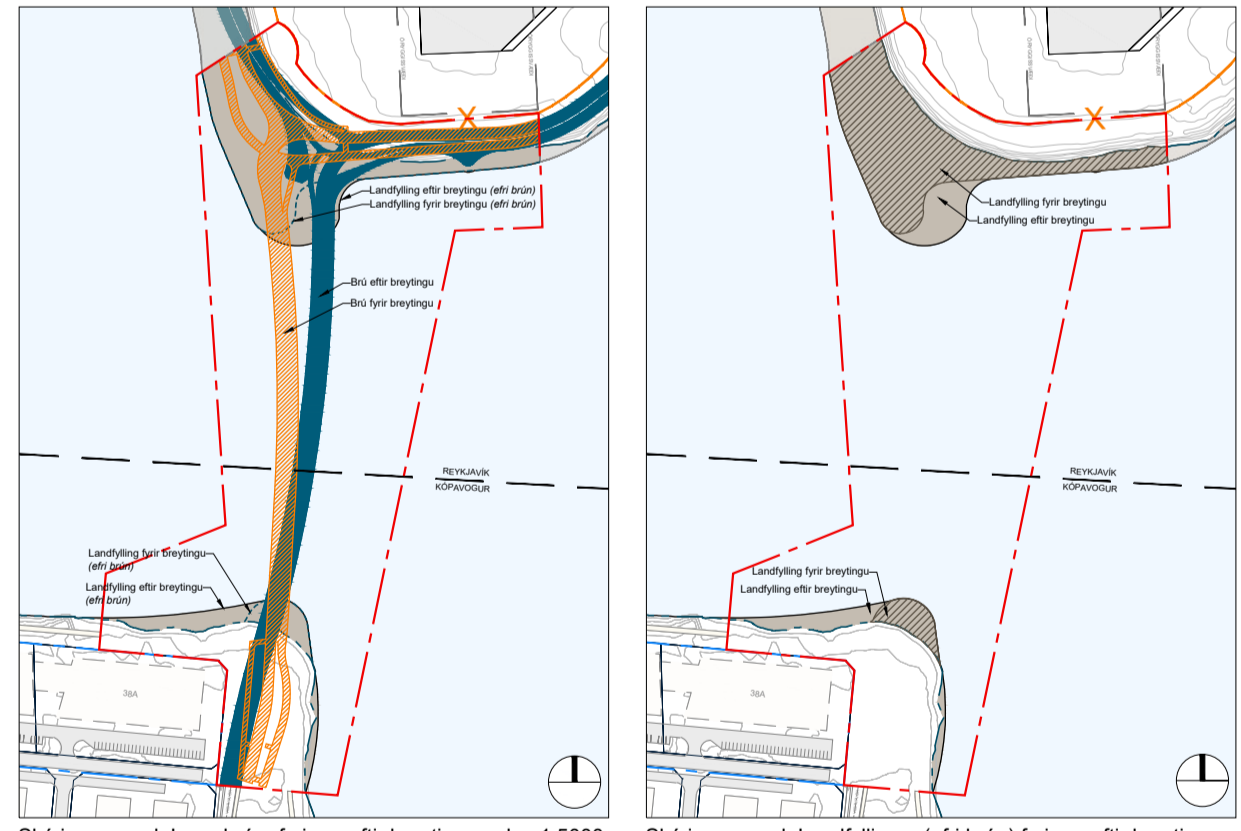 Landfylling eftir breytingu (efri brún)
Landfylling fyrir breytingu (efri brún)
Brú eftir breytingu
Brú fyrir breytingu
REYKJAVÍK
KÓPAVOGUR
Landfylling fyrir breytingu
(efri brún)
Landfylling eftir breytingu
(efri brún)
38A
Landfylling fyrir breytingu
Landfylling eftir breytingu
REYKJAVÍK
KÓPAVOGUR
Landfylling fyrir breytingu
Landfylling eftir breytingu
38A